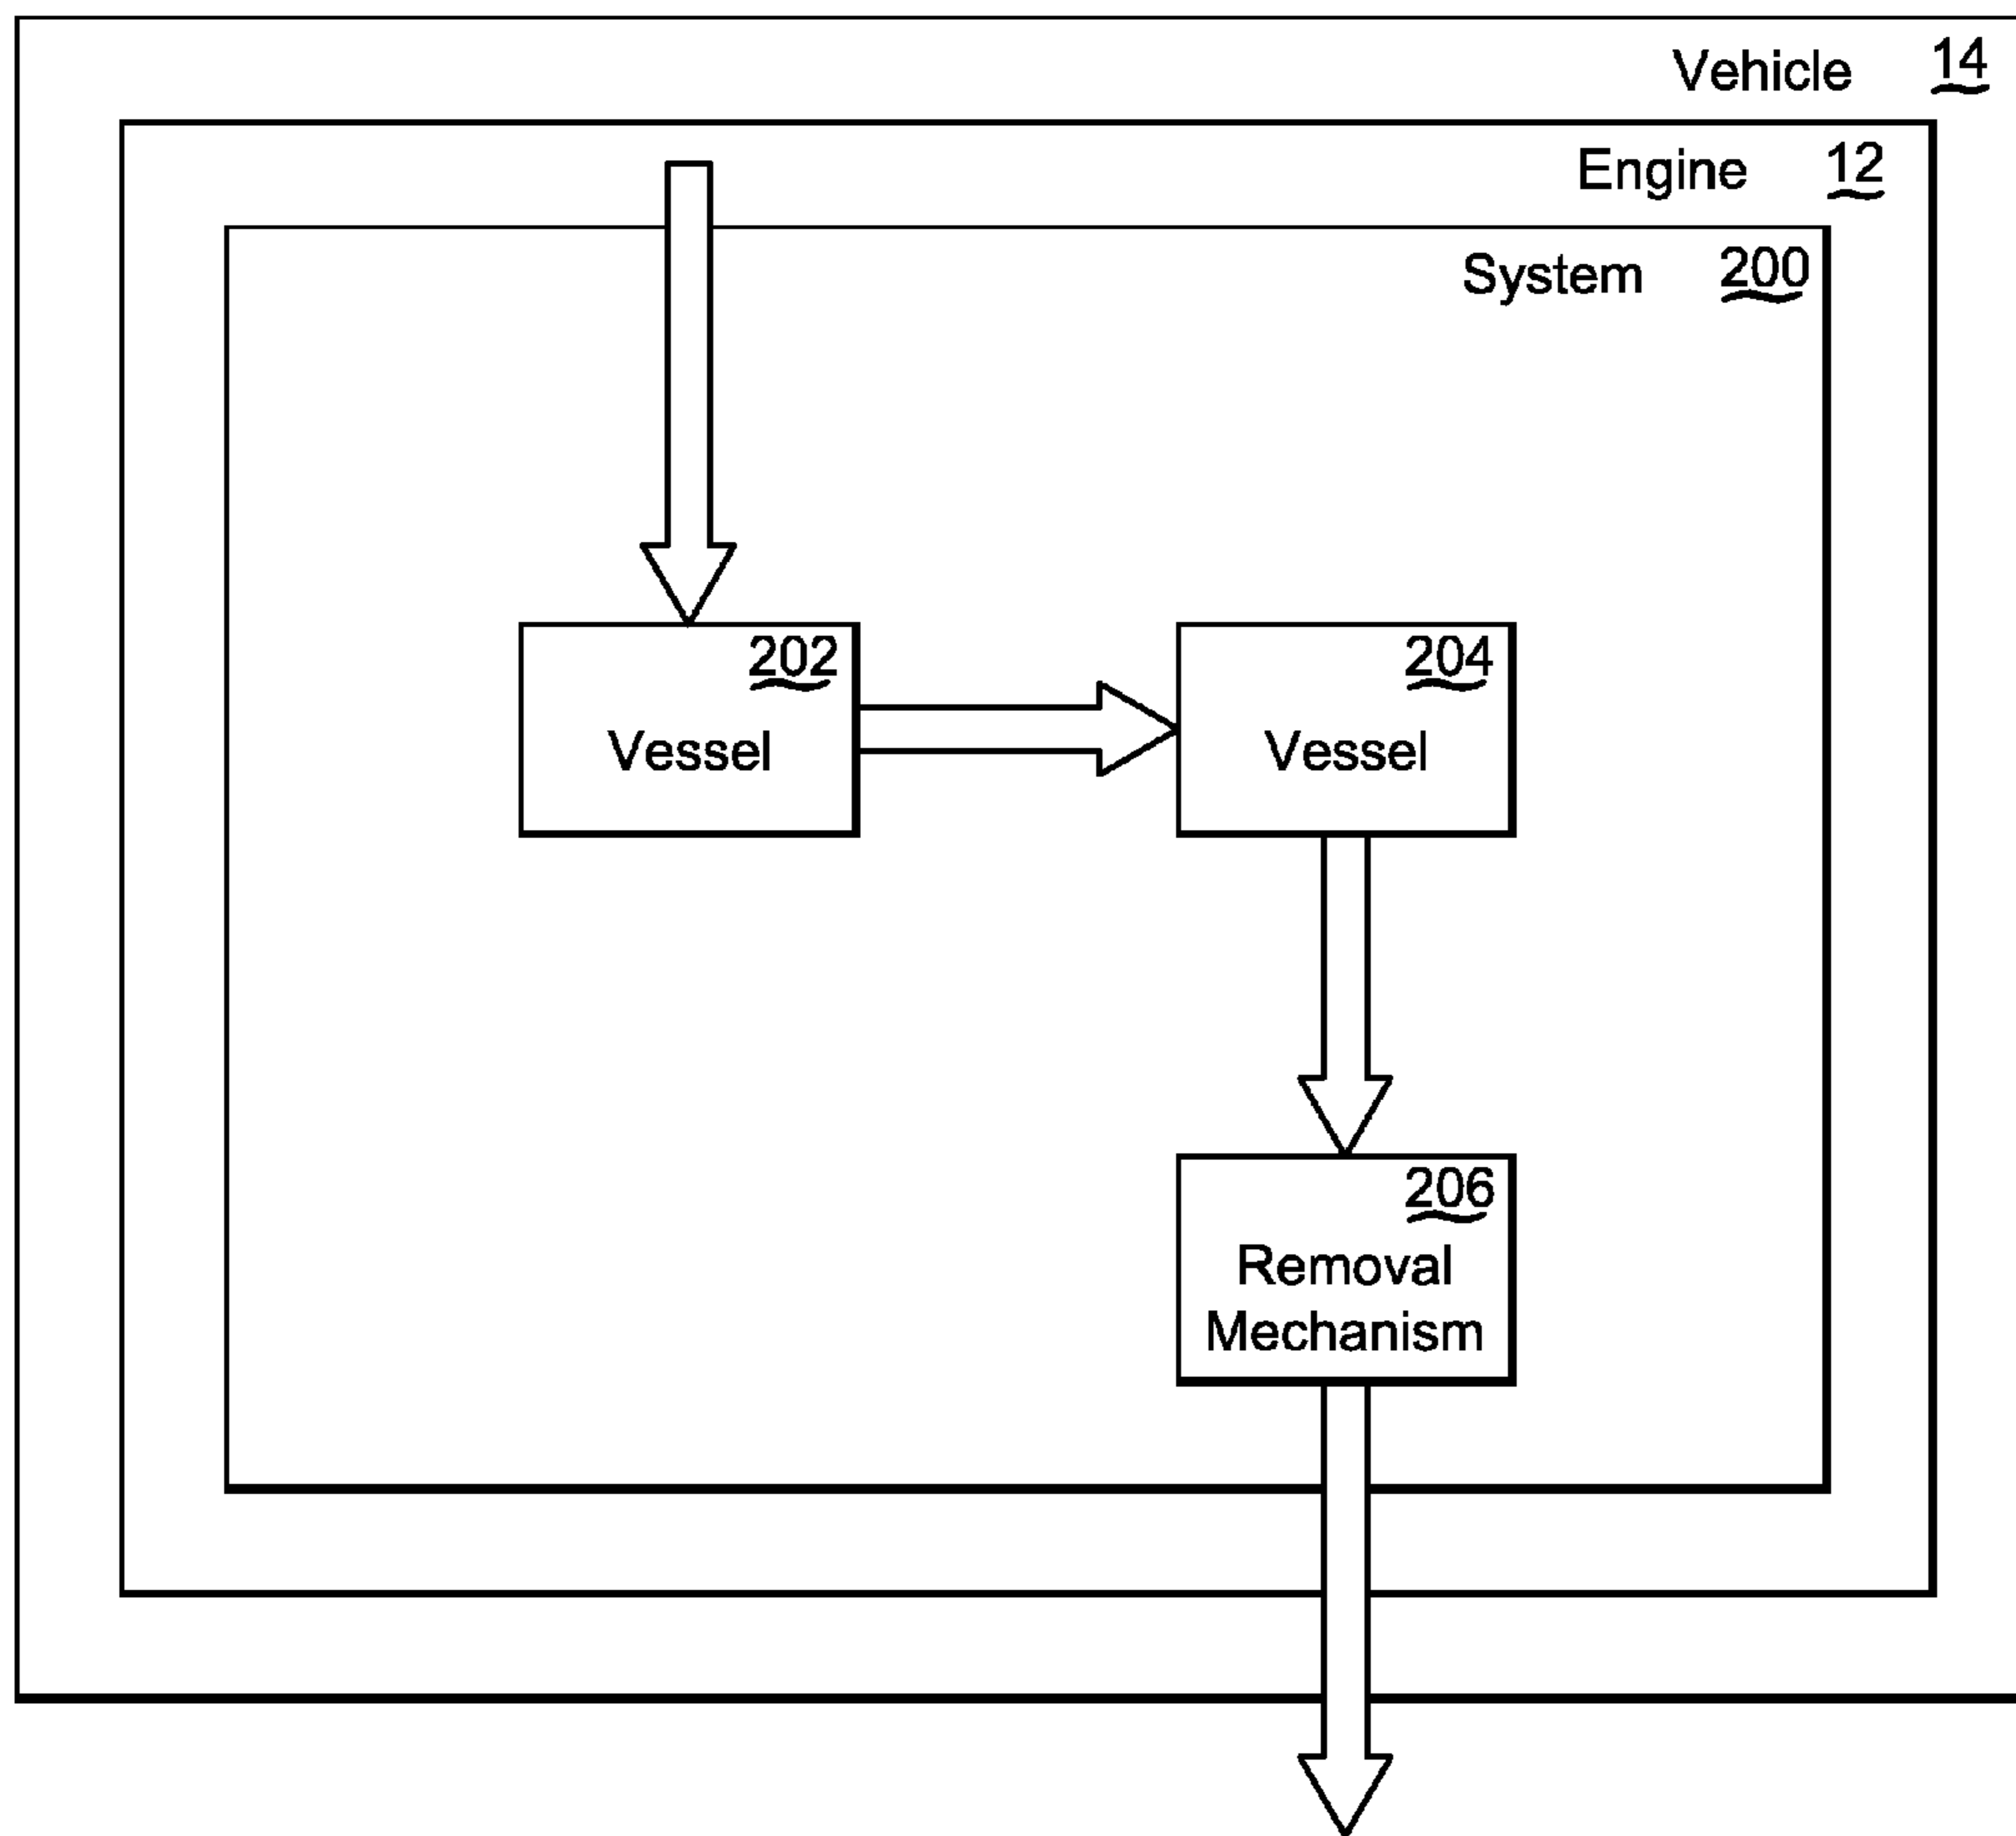 Vehicle 14
Engine 12
System 200
202
Vessel
204
Vessel
206
Removal
Mechanism